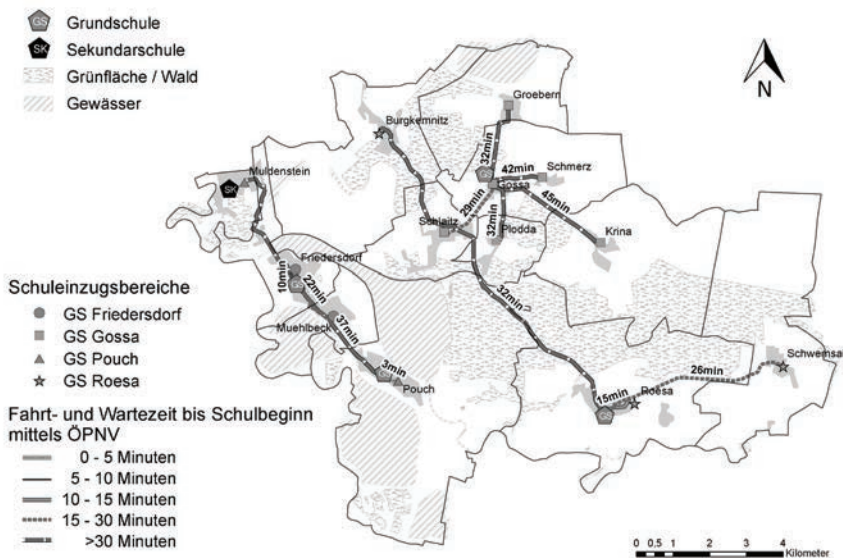 GS Grundschule
SK Sekundarschule
Grünfläche / Wald
Gewässer
N
Groebern
Burgkemnitz
32min
GS
42min
Schmerz
Gossa
Muldenstein
SK
45min
29min
Schlaitz
32min
Plodda
Krina
Friedersdorf
10min
GS
22min
Schuleinzugsbereiche
GS Friedersdorf
GS Gossa
GS Pouch
GS Roesa
Muehlbeck
37min
32min
3min
GS
Pouch
Schwemsal
26min
15min
Roesa
GS
Fahrt- und Wartezeit bis Schulbeginn
mittels ÖPNV
0 - 5 Minuten
5 - 10 Minuten
10 - 15 Minuten
15 - 30 Minuten
>30 Minuten
0 0,5 1 2 3 4
Kilometer